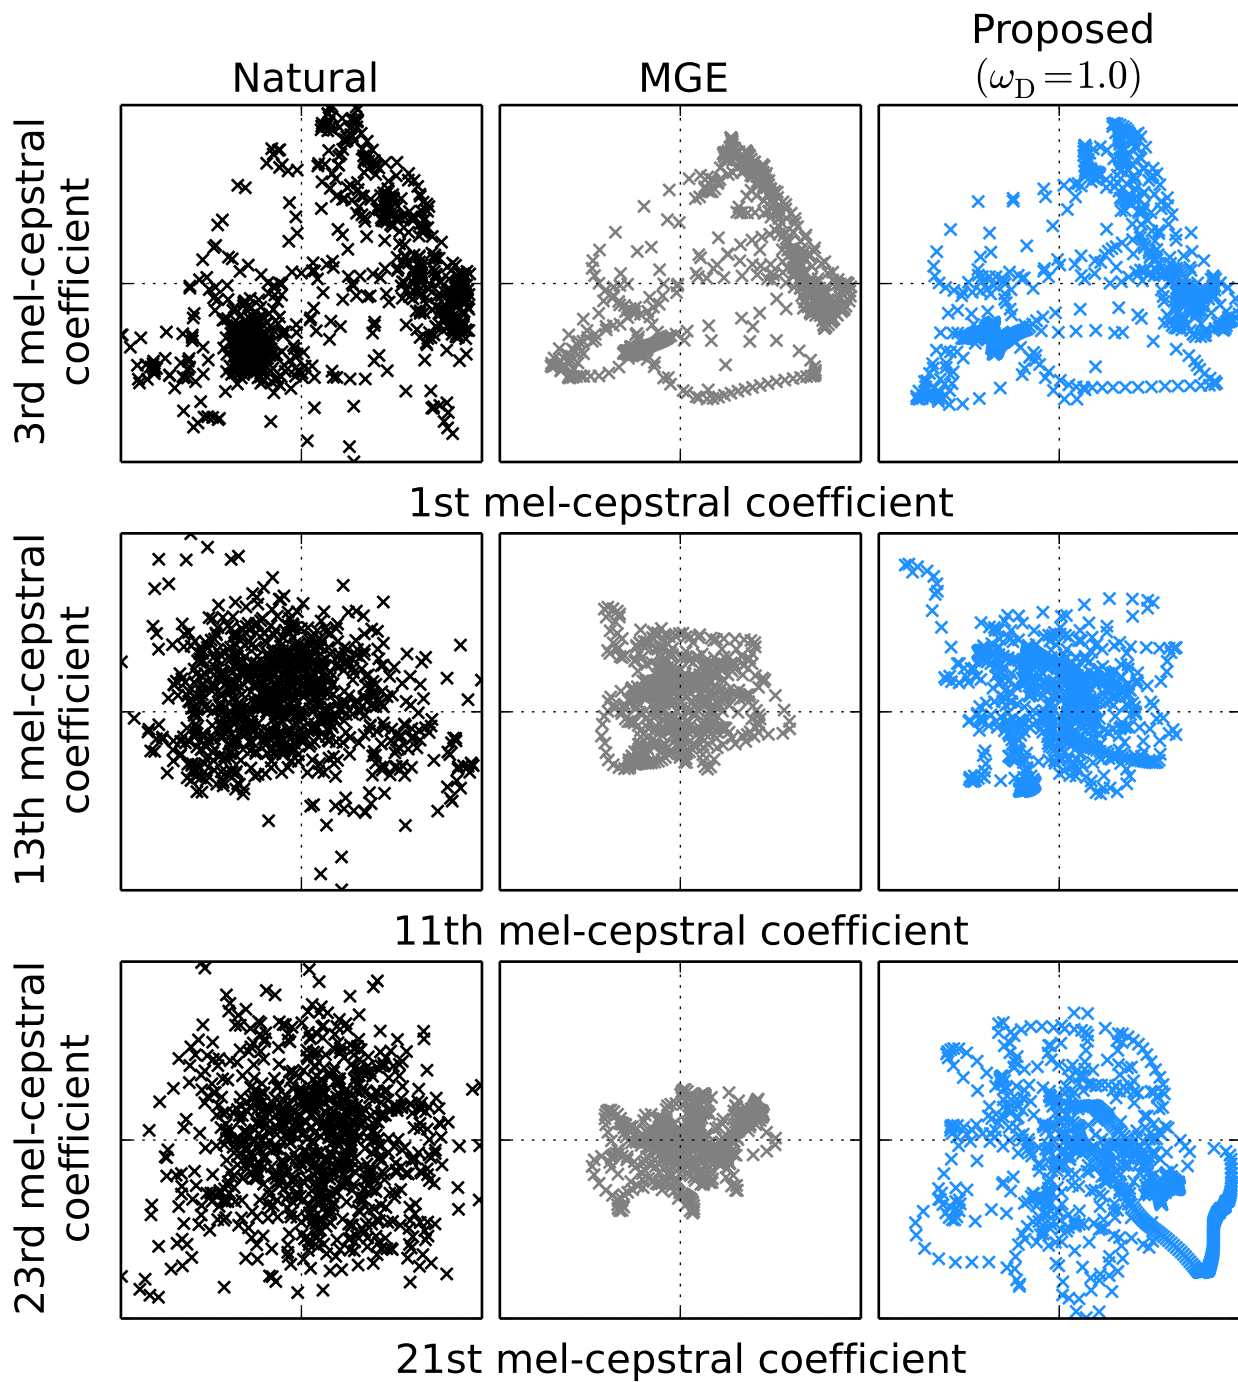 Natural
MGE
Proposed
(ω_D=1.0)
3rd mel-cepstral
coefficient
1st mel-cepstral coefficient
13th mel-cepstral
coefficient
11th mel-cepstral coefficient
23rd mel-cepstral
coefficient
21st mel-cepstral coefficient